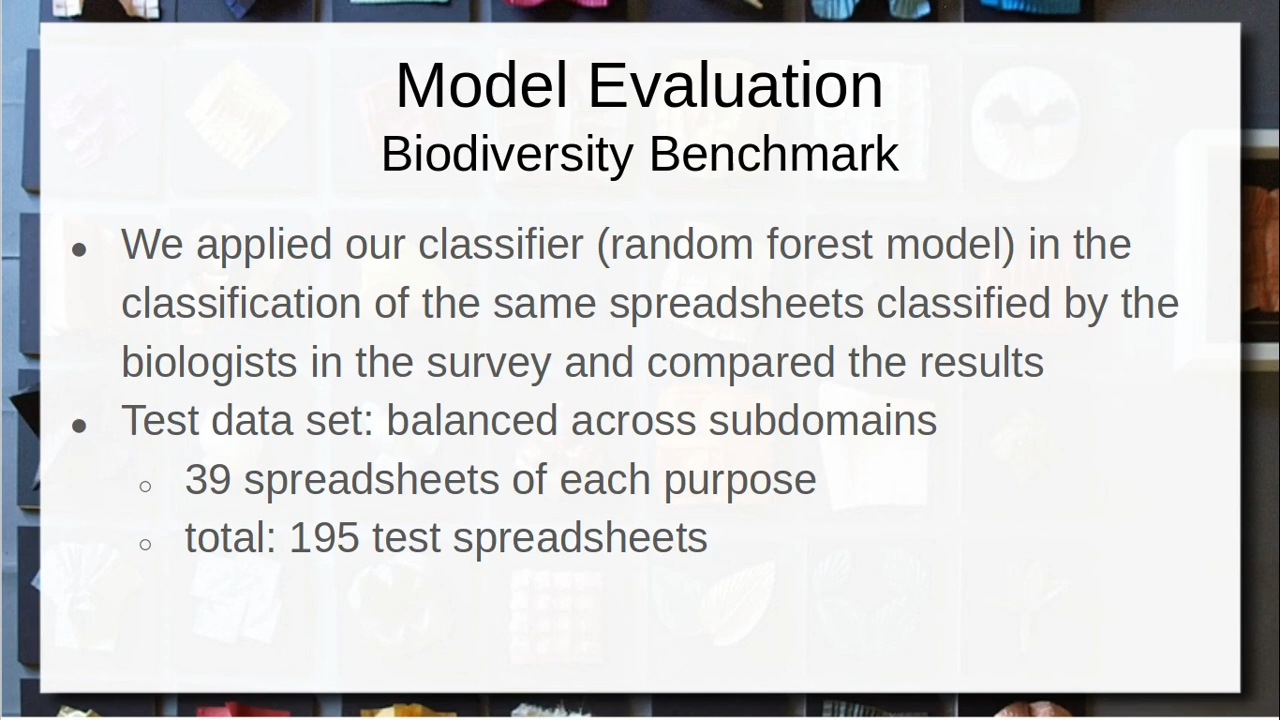 Model Evaluation
Biodiversity Benchmark
● We applied our classifier (random forest model) in the
classification of the same spreadsheets classified by the
biologists in the survey and compared the results
● Test data set: balanced across subdomains
○ 39 spreadsheets of each purpose
○ total: 195 test spreadsheets